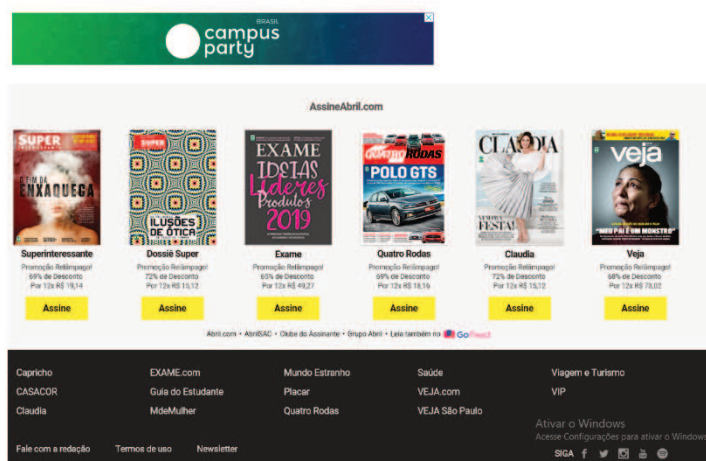 BRASIL
campus
party
AssineAbril.com
SUPER
INTERESSANTE
O FIM DA
ENXAQUECA
SUPER
ILUSÕES
DE ÓTICA
EXAME
IDEIAS
Líderes
Produtos
2019
QUATRO RODAS
POLO GTS
CLAUDIA
FESTA!
veja
"MEU PAI É UM MONSTRO"
Superinteressante Dossiê Super Exame Quatro Rodas Claudia Veja
Promoção Relâmpago! Promoção Relâmpago! Promoção Relâmpago! Promoção Relâmpago! Promoção Relâmpago! Promoção Relâmpago!
69% de Desconto 72% de Desconto 65% de Desconto 69% de Desconto 72% de Desconto 68% de Desconto
Por 12x R$ 19,14 Por 12x R$ 15,12 Por 12x R$ 49,27 Por 12x R$ 18,16 Por 12x R$ 15,12 Por 12x R$ 73,02
Assine Assine Assine Assine Assine Assine
Abril.com • AbrilSAC • Clube do Assinante • Grupo Abril • Leia também no GoRead
Capricho EXAME.com Mundo Estranho Saúde Viagem e Turismo
CASACOR Guia do Estudante Placar VEJA.com VIP
Claudia MdeMulher Quatro Rodas VEJA São Paulo
Ativar o Windows
Acesse Configurações para ativar o Windows
Fale com a redação Termos de uso Newsletter SIGA